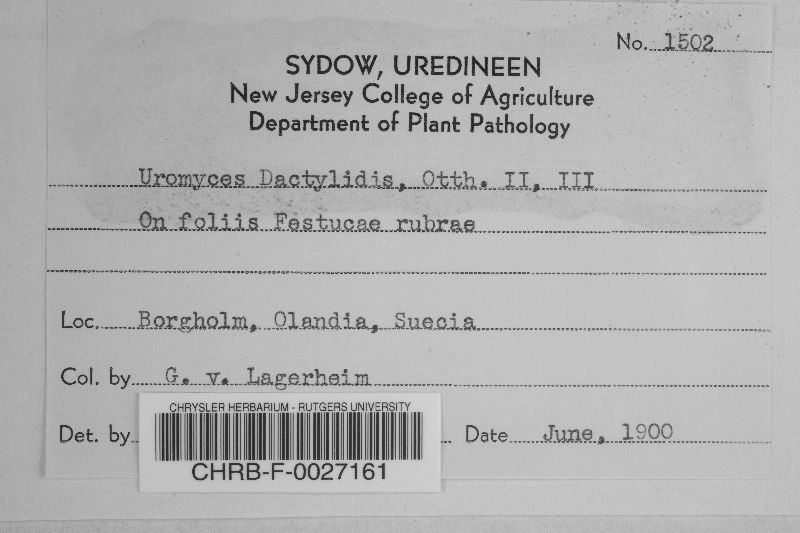 No. 1502
SYDOW, UREDINEEN
New Jersey College of Agriculture
Department of Plant Pathology
Uromyces Dactylidis, Otth. II, III
On foliis Festucae rubrae
Loc. Borgholm, Olandia, Suecia
Col. by G. v. Lagerheim
Det. by Date June, 1900
CHRYSLER HERBARIUM - RUTGERS UNIVERSITY
CHRB-F-0027161